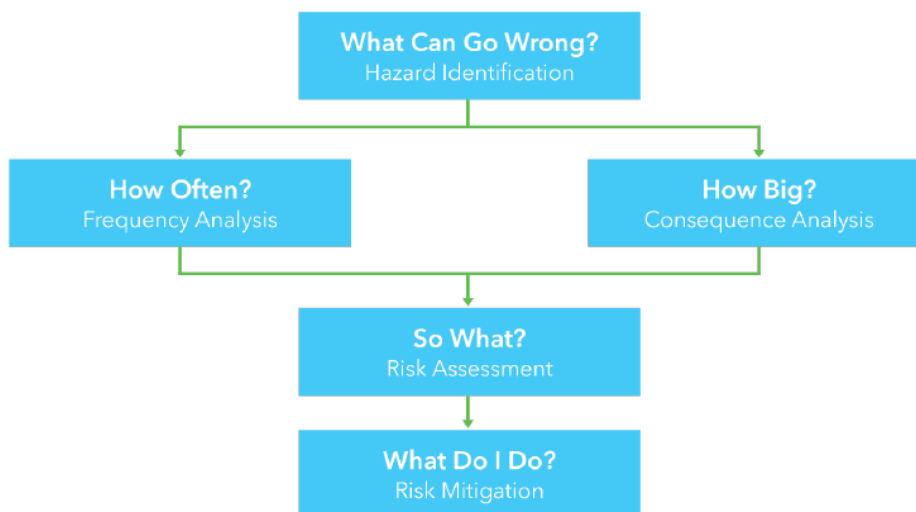 What Can Go Wrong?
Hazard Identification
How Often?
Frequency Analysis
How Big?
Consequence Analysis
So What?
Risk Assessment
What Do I Do?
Risk Mitigation